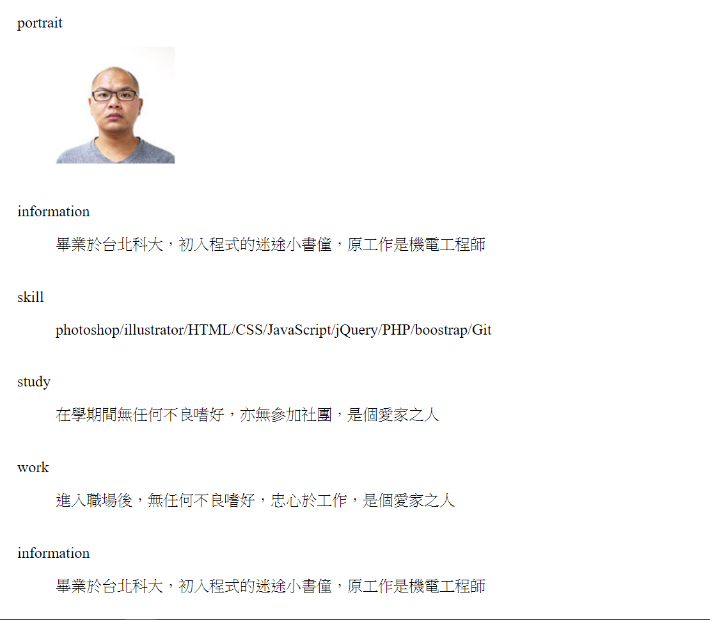 portrait
information
畢業於台北科大，初入程式的迷途小書僮，原工作是機電工程師
skill
photoshop/illustrator/HTML/CSS/JavaScript/jQuery/PHP/boostrap/Git
study
在學期間無任何不良嗜好，亦無參加社團，是個愛家之人
work
進入職場後，無任何不良嗜好，忠心於工作，是個愛家之人
information
畢業於台北科大，初入程式的迷途小書僮，原工作是機電工程師